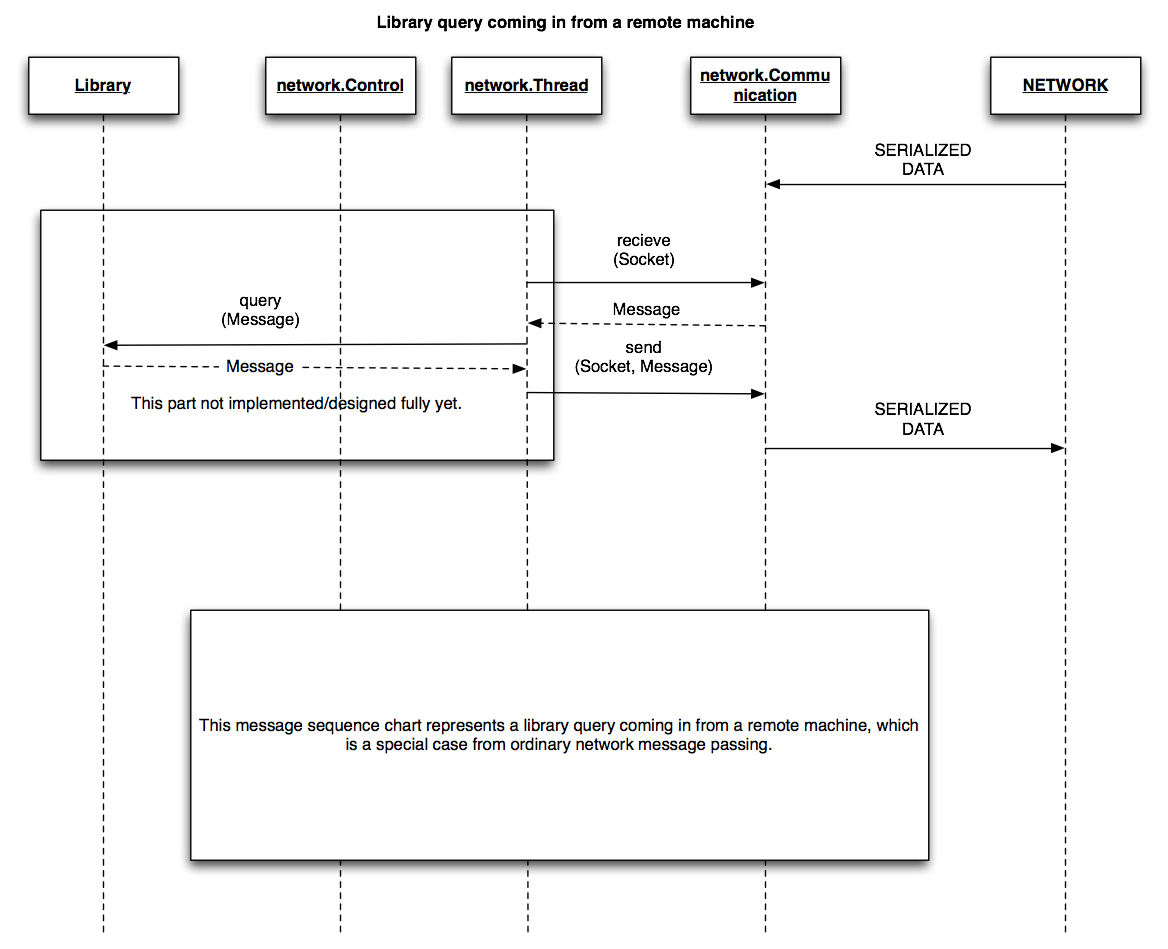 Library query coming in from a remote machine
Library
network.Control
network.Thread
network.Commu
nication
NETWORK
SERIALIZED
DATA
recieve
(Socket)
query
(Message)
Message
send
(Socket, Message)
Message
This part not implemented/designed fully yet.
SERIALIZED
DATA
This message sequence chart represents a library query coming in from a remote machine, which
is a special case from ordinary network message passing.